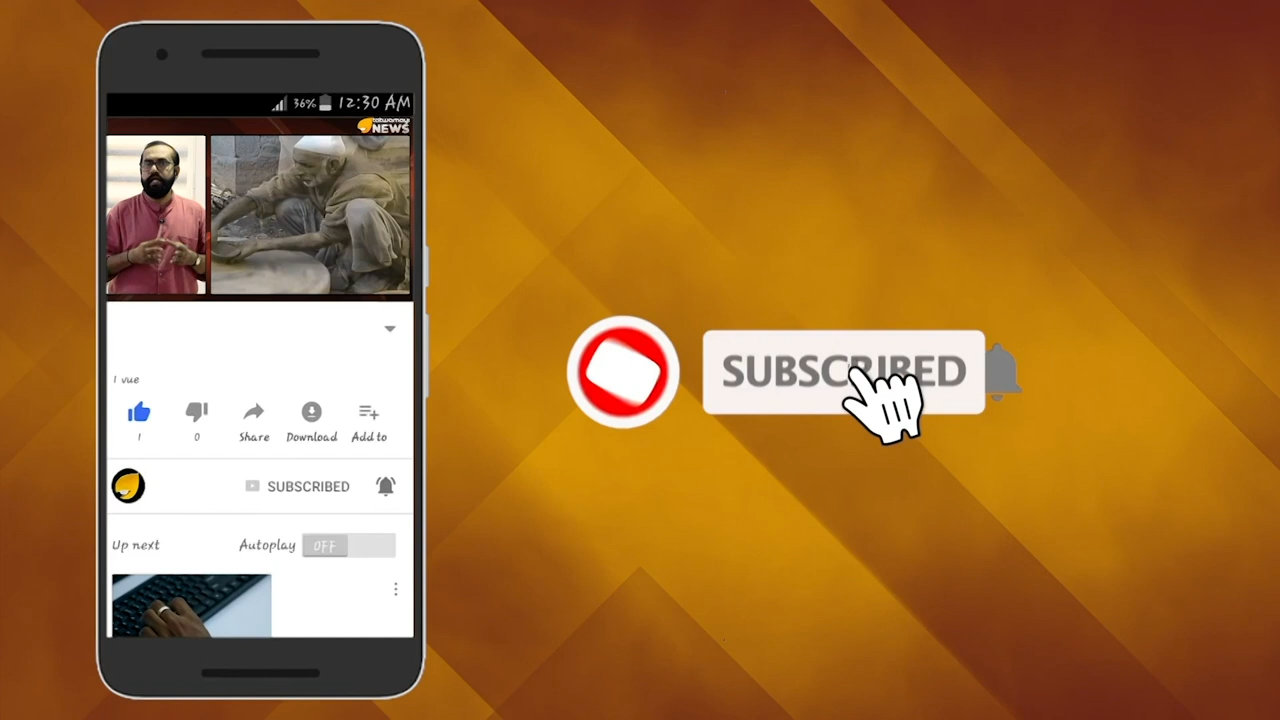 36% 12:30 AM
tatwamayi
NEWS
1 vue
1
0
Share
Download
Add to
SUBSCRIBED
Up next
Autoplay
OFF
SUBSCRIBED